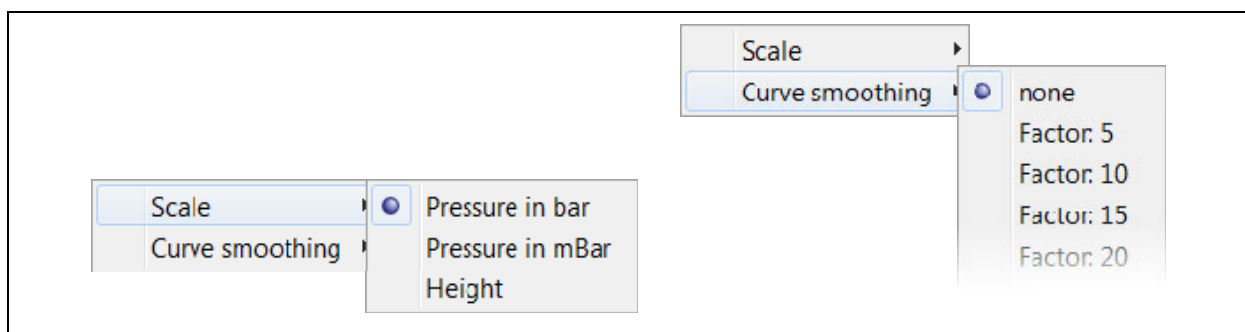 Scale
Curve smoothing
Pressure in bar
Pressure in mBar
Height
Scale
Curve smoothing
none
Factor: 5
Factor: 10
Factor: 15
Factor: 20